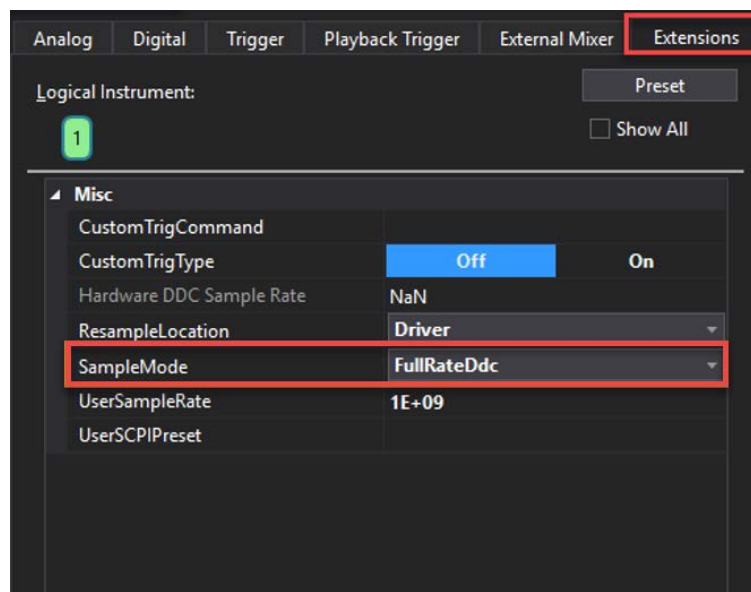 Analog Digital Trigger Playback Trigger External Mixer Extensions
Logical Instrument:
Preset
1
Show All
Misc
CustomTrigCommand
CustomTrigType Off On
Hardware DDC Sample Rate NaN
ResampleLocation Driver
SampleMode FullRateDdc
UserSampleRate 1E+09
UserSCPIPreset